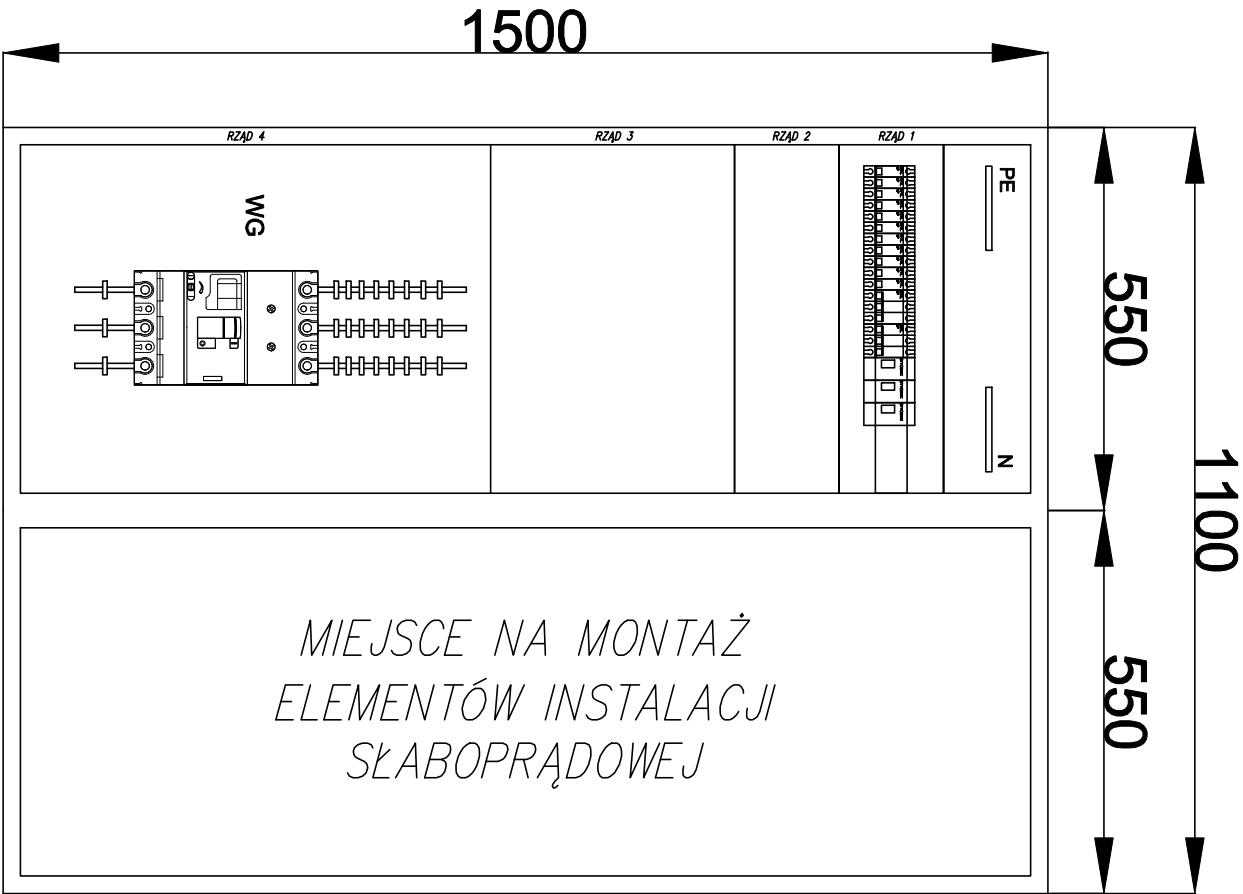 1500
RZĄD 4
RZĄD 3
RZĄD 2
RZĄD 1
PE
WG
N
550
1100
550
MIEJSCE NA MONTAŻ
ELEMENTÓW INSTALACJI
SŁABOPRĄDOWEJ